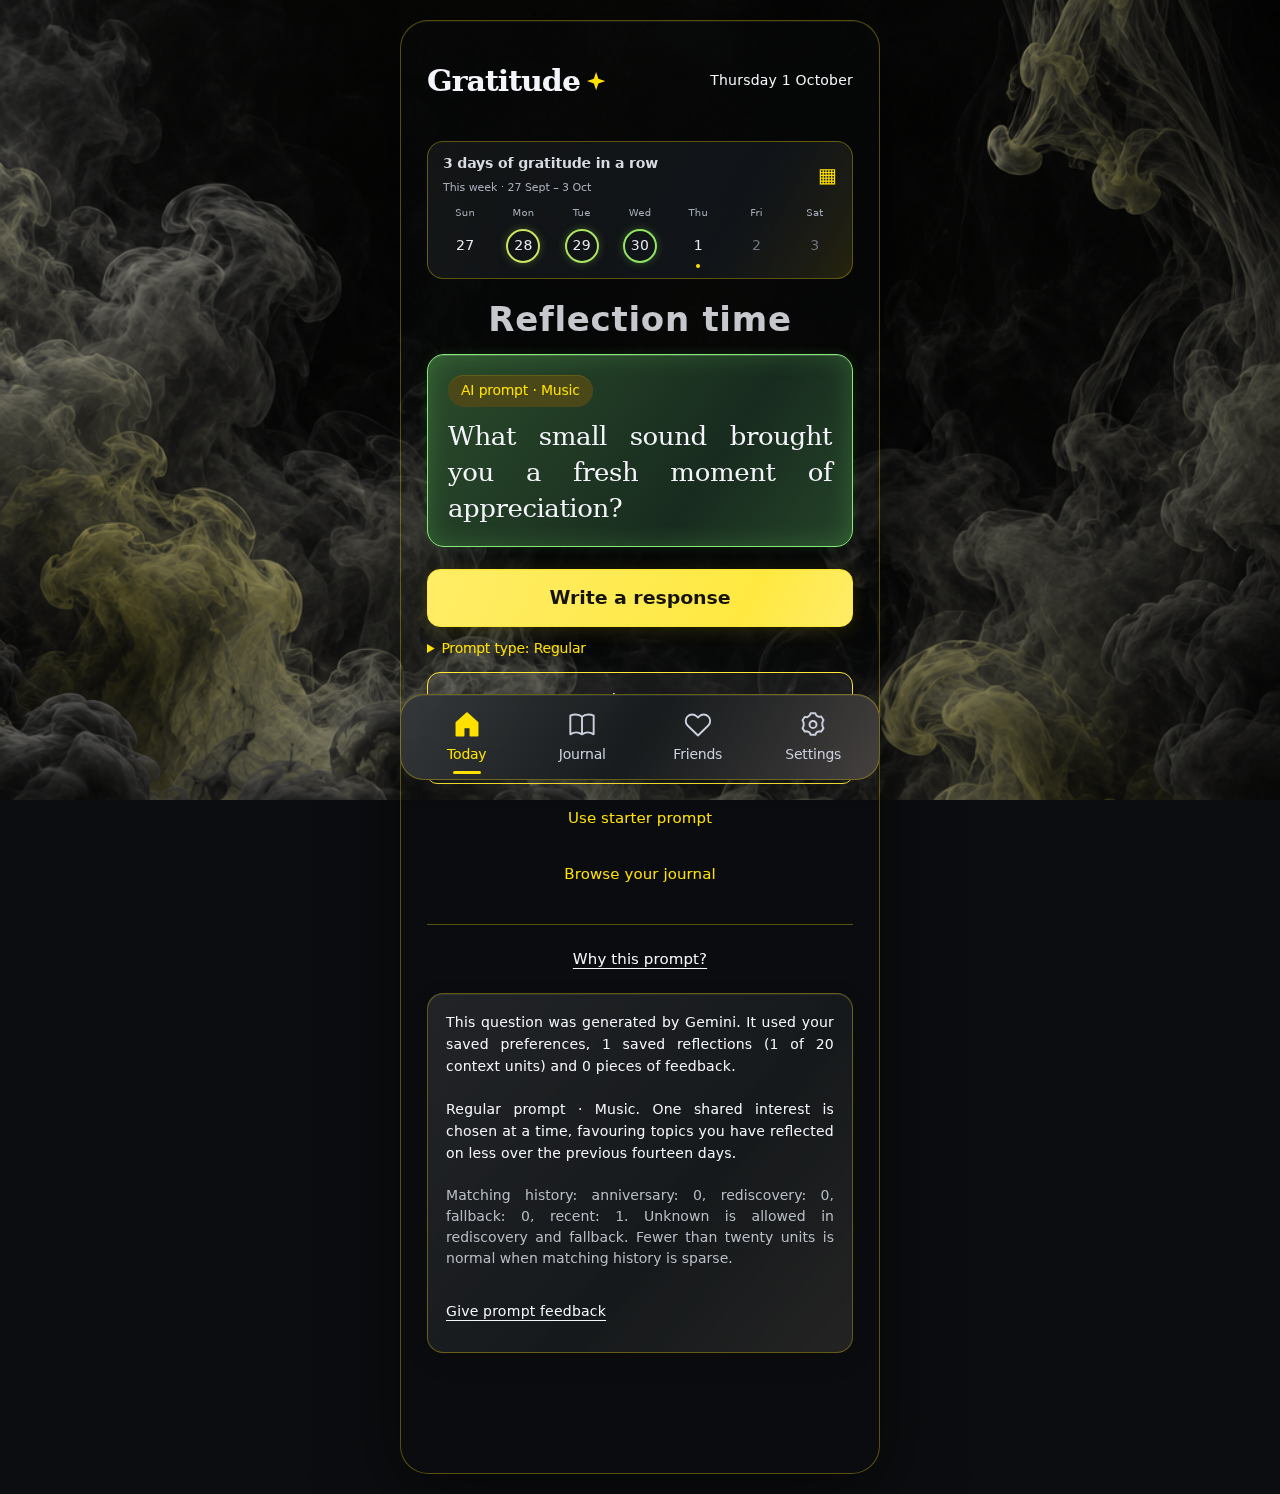 Gratitude
Thursday 1 October
3 days of gratitude in a row
This week · 27 Sept – 3 Oct
Sun Mon Tue Wed Thu Fri Sat
27 28 29 30 1 2 3
Reflection time
AI prompt · Music
What small sound brought
you a fresh moment of
appreciation?
Write a response
Prompt type: Regular
Today Journal Friends Settings
Use starter prompt
Browse your journal
Why this prompt?
This question was generated by Gemini. It used your
saved preferences, 1 saved reflections (1 of 20
context units) and 0 pieces of feedback.
Regular prompt · Music. One shared interest is
chosen at a time, favouring topics you have reflected
on less over the previous fourteen days.
Matching history: anniversary: 0, rediscovery: 0,
fallback: 0, recent: 1. Unknown is allowed in
rediscovery and fallback. Fewer than twenty units is
normal when matching history is sparse.
Give prompt feedback